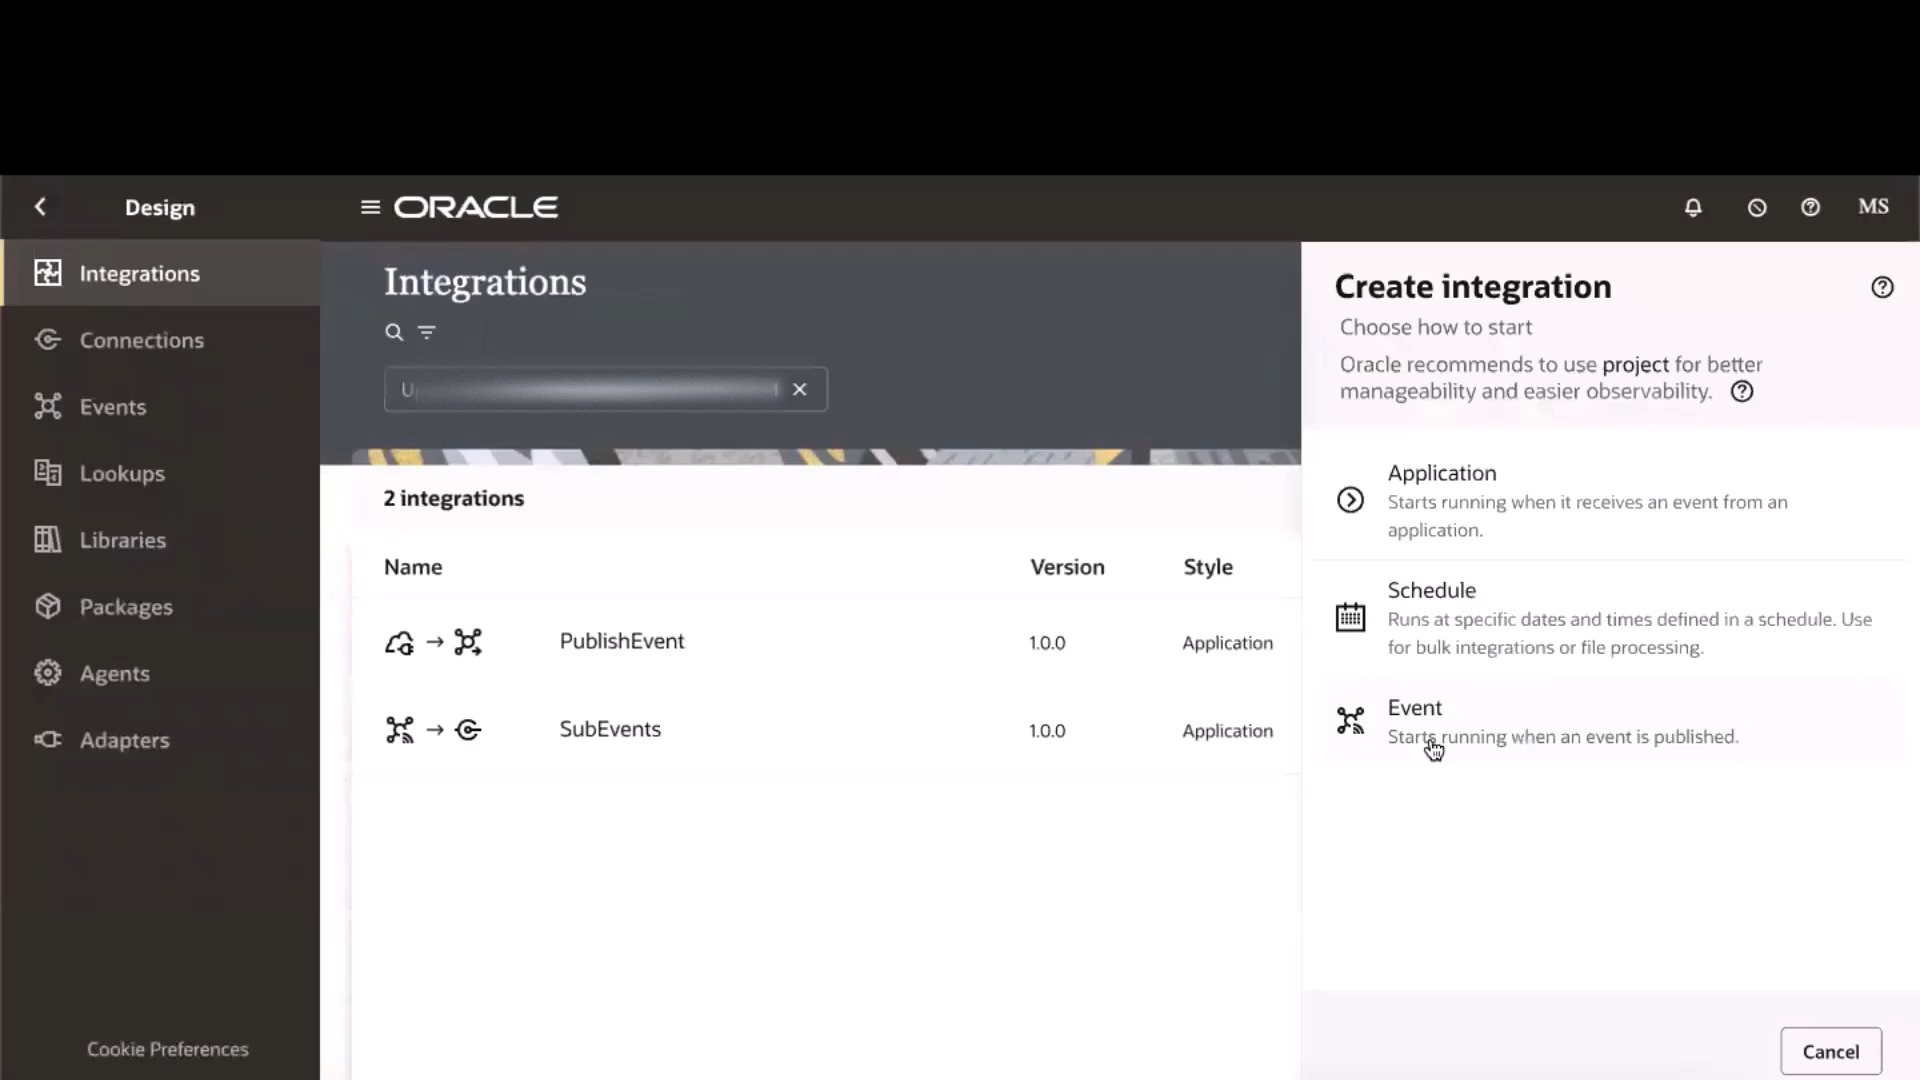 Design
ORACLE
MS
Integrations
Connections
Events
Lookups
Libraries
Packages
Agents
Adapters
Cookie Preferences
Integrations
2 integrations
Name Version Style
PublishEvent 1.0.0 Application
SubEvents 1.0.0 Application
Create integration
Choose how to start
Oracle recommends to use project for better
manageability and easier observability.
Application
Starts running when it receives an event from an
application.
Schedule
Runs at specific dates and times defined in a schedule. Use
for bulk integrations or file processing.
Event
Starts running when an event is published.
Cancel